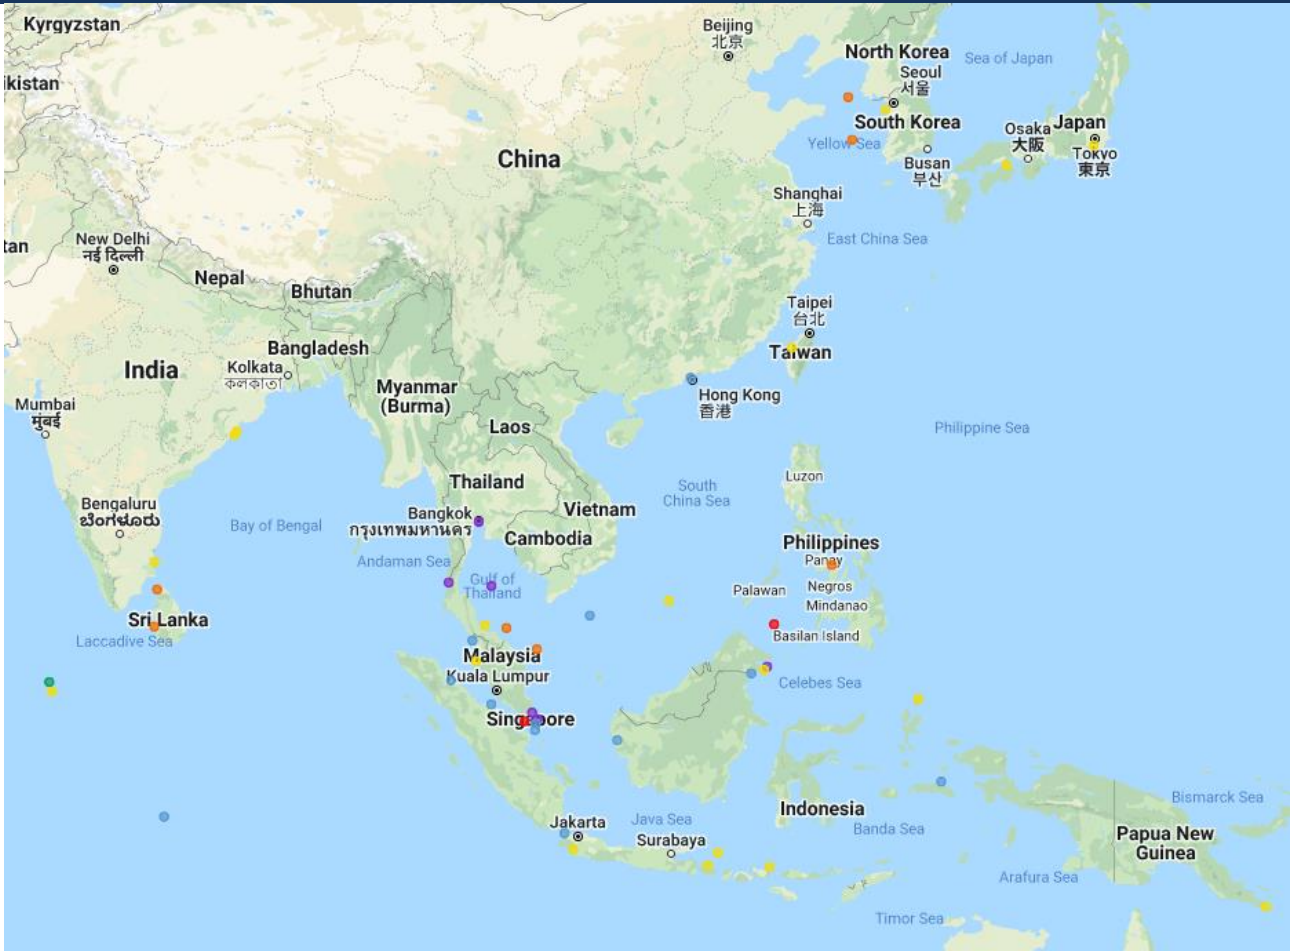 Kyrgyzstan
Beijing
北京
North Korea
Sea of Japan
ikistan
Seoul
서울
South Korea
Japan
Osaka
大阪
Yellow Sea
Tokyo
東京
Busan
부산
China
Shanghai
上海
East China Sea
tan
New Delhi
नई दिल्ली
Nepal
Bhutan
Taipei
台北
Taiwan
Bangladesh
India
Kolkata
কলকাতা
Myanmar
(Burma)
Hong Kong
香港
Mumbai
मुंबई
Laos
Philippine Sea
Luzon
Thailand
South
China Sea
Bengaluru
ಬೆಂಗಳೂರು
Bay of Bengal
Bangkok
กรุงเทพมหานคร
Vietnam
Cambodia
Philippines
Andaman Sea
Panay
Gulf of
Thailand
Palawan
Negros
Mindanao
Sri Lanka
Basilan Island
Laccadive Sea
Malaysia
Kuala Lumpur
Celebes Sea
Singapore
Bismarck Sea
Indonesia
Jakarta
Java Sea
Banda Sea
Surabaya
Papua New
Guinea
Arafura Sea
Timor Sea